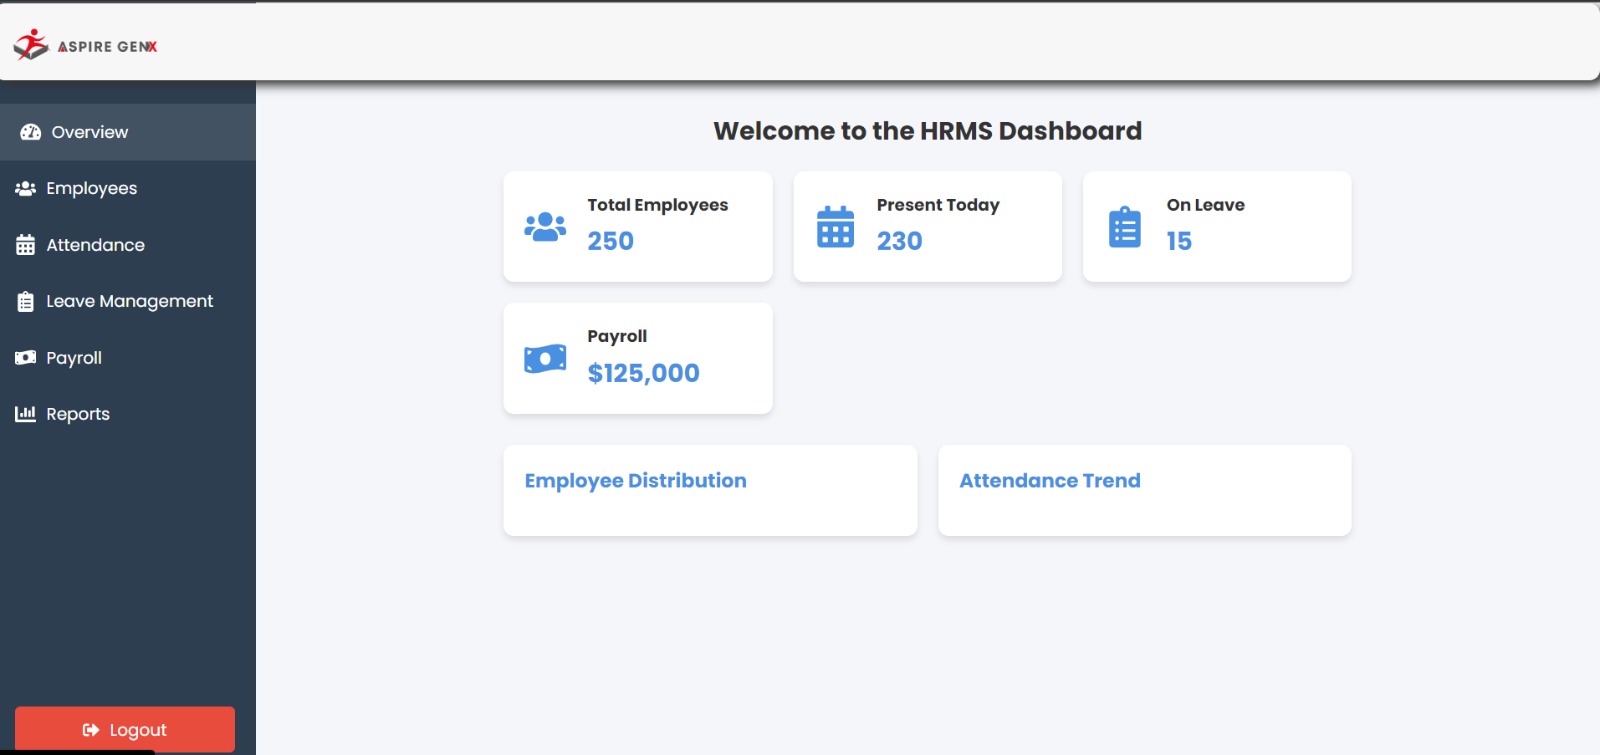 ASPIRE GENX
Overview
Employees
Attendance
Leave Management
Payroll
Reports
Logout
Welcome to the HRMS Dashboard
Total Employees
250
Present Today
230
On Leave
15
Payroll
$125,000
Employee Distribution
Attendance Trend